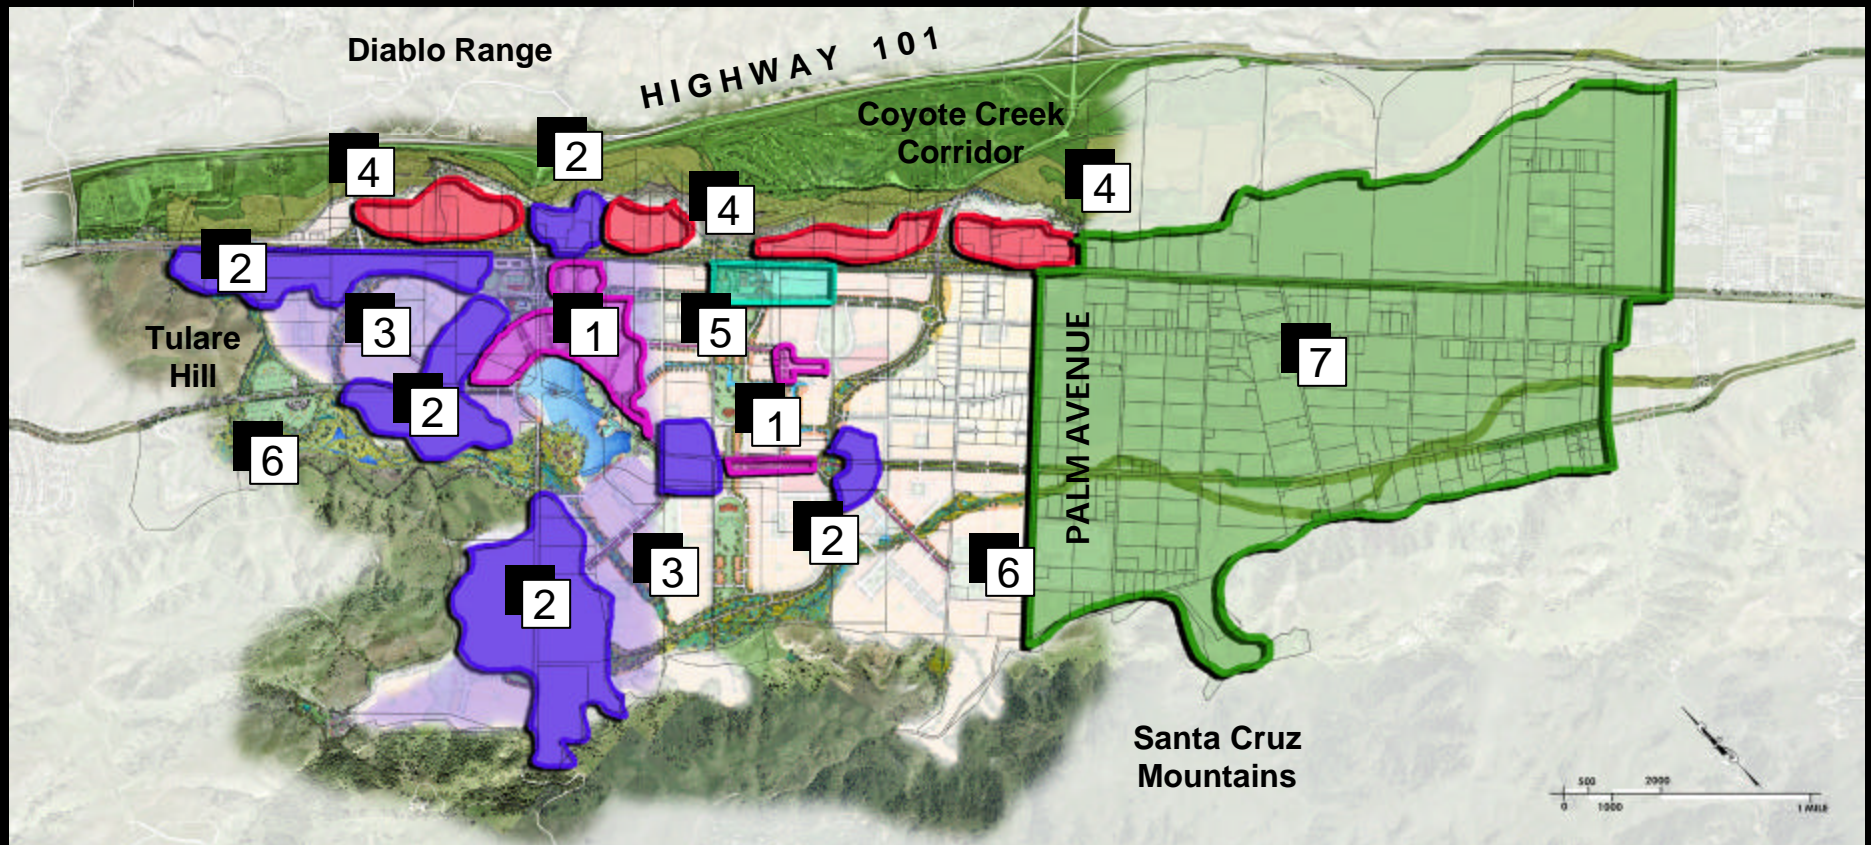 Diablo Range
HIGHWAY 101
Coyote Creek
Corridor
4
2
4
4
2
Tulare
Hill
3
1
5
PALM AVENUE
7
2
1
6
2
3
6
2
Santa Cruz
Mountains
500
2000
0
1000
1 MILE